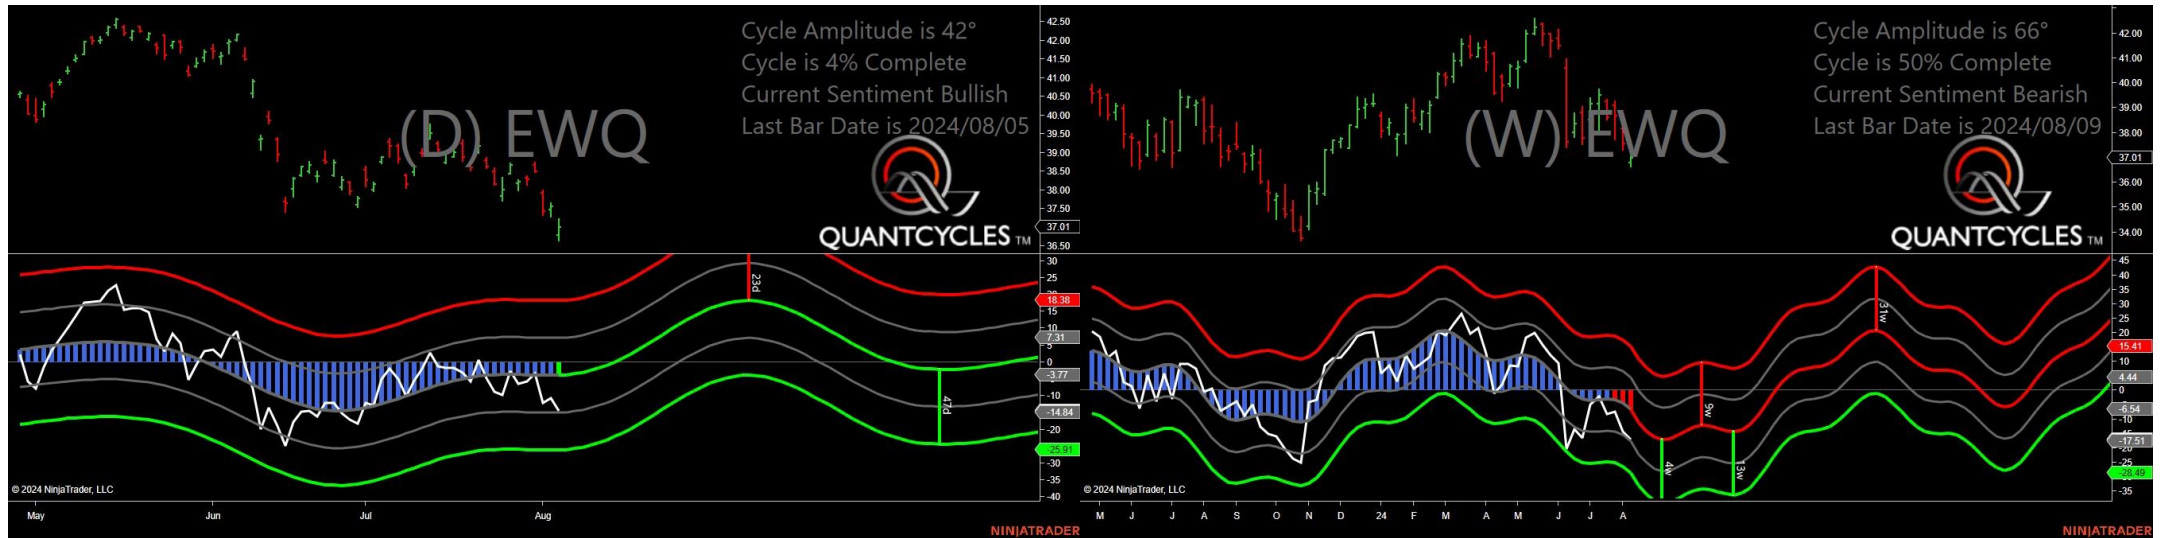 Cycle Amplitude is 42°
Cycle is 4% Complete
Current Sentiment Bullish
Last Bar Date is 2024/08/05
(D) EWQ
QUANTCYCLES TM
42.50
42.00
41.50
41.00
40.50
40.00
39.50
39.00
38.50
38.00
37.50
37.01
36.50
30
25
20
18.38
15
10
7.31
5
0
-3.77
-10
-14.84
-20
-25.91
-30
-35
-40
23d
47d
© 2024 NinjaTrader, LLC
May Jun Jul Aug
NINJATRADER
Cycle Amplitude is 66°
Cycle is 50% Complete
Current Sentiment Bearish
Last Bar Date is 2024/08/09
(W) EWQ
QUANTCYCLES TM
42.00
41.00
40.00
39.00
38.00
37.01
36.00
35.00
34.00
45
40
35
30
25
20
15.41
10
4.44
0
-6.54
-10
-17.51
-25
-28.49
-35
31w
9w
4w
13w
© 2024 NinjaTrader, LLC
M J J A S O N D 24 F M A M J J A
NINJATRADER